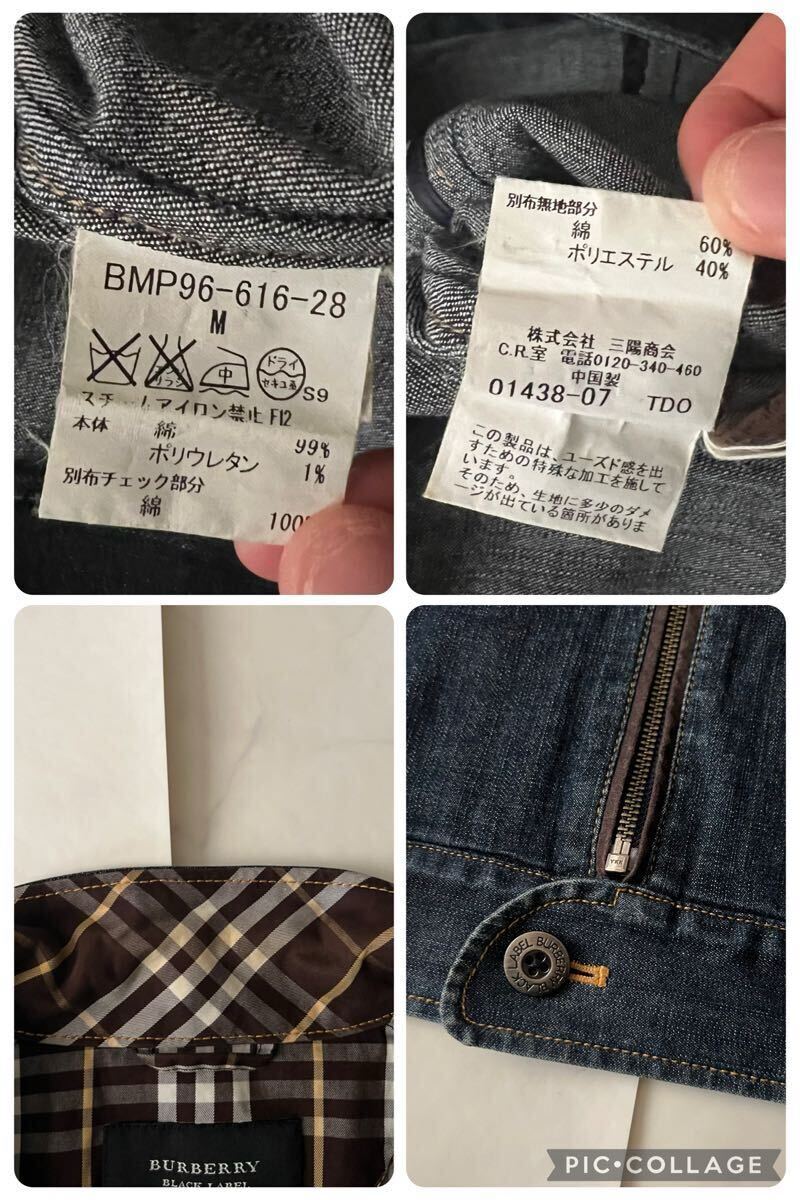 BMP96-616-28
M
中
ドライ
セキユ系
S9
スチームアイロン禁止 F12
本体
綿 99%
ポリウレタン 1%
別布チェック部分
綿
別布無地部分
綿 60%
ポリエステル 40%
株式会社 三陽商会
C.R.室 電話0120-340-460
中国製
01438-07 TDO
この製品は、ユーズド感を出
すための特殊な加工を施して
います。
そのため、生地に多少のダメ
ージが出ている箇所がありま
BURBERRY
BLACK LABEL
YKK
BURBERRY BLACK LABEL
PIC•COLLAGE